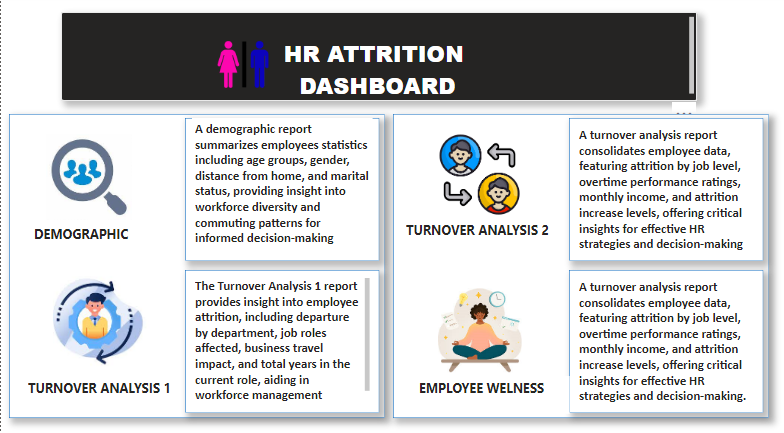 HR ATTRITION
DASHBOARD
A demographic report
summarizes employees statistics
including age groups, gender,
distance from home, and marital
status, providing insight into
workforce diversity and
commuting patterns for
informed decision-making
DEMOGRAPHIC
The Turnover Analysis 1 report
provides insight into employee
attrition, including departure
by department, job roles
affected, business travel
impact, and total years in the
current role, aiding in
workforce management
TURNOVER ANALYSIS 1
A turnover analysis report
consolidates employee data,
featuring attrition by job level,
overtime performance ratings,
monthly income, and attrition
increase levels, offering critical
insights for effective HR
strategies and decision-making
TURNOVER ANALYSIS 2
A turnover analysis report
consolidates employee data,
featuring attrition by job level,
overtime performance ratings,
monthly income, and attrition
increase levels, offering critical
insights for effective HR
strategies and decision-making.
EMPLOYEE WELNESS